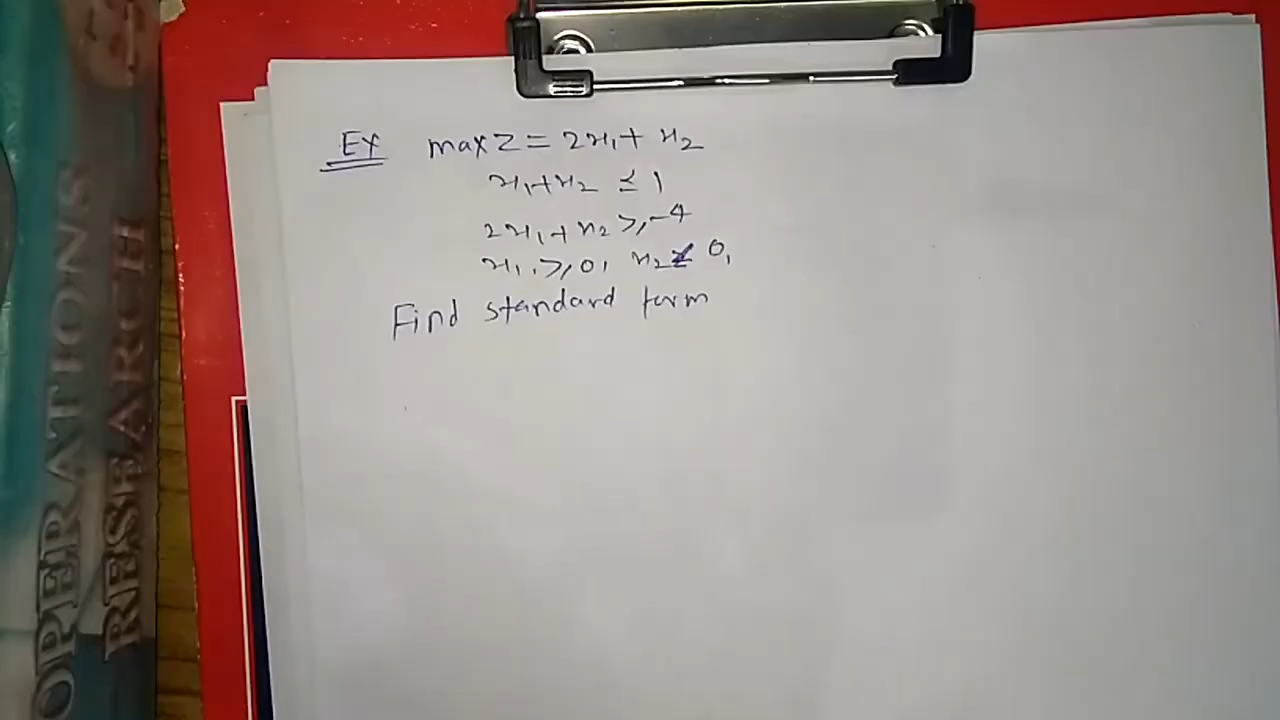 Ex max Z = 2x₁ + x₂
x₁+x₂ ≤ 1
2x₁ + x₂ ≥ -4
x₁ ≥ 0, x₂ ≤ 0,
Find standard form
OPERATIONS
RESEARCH